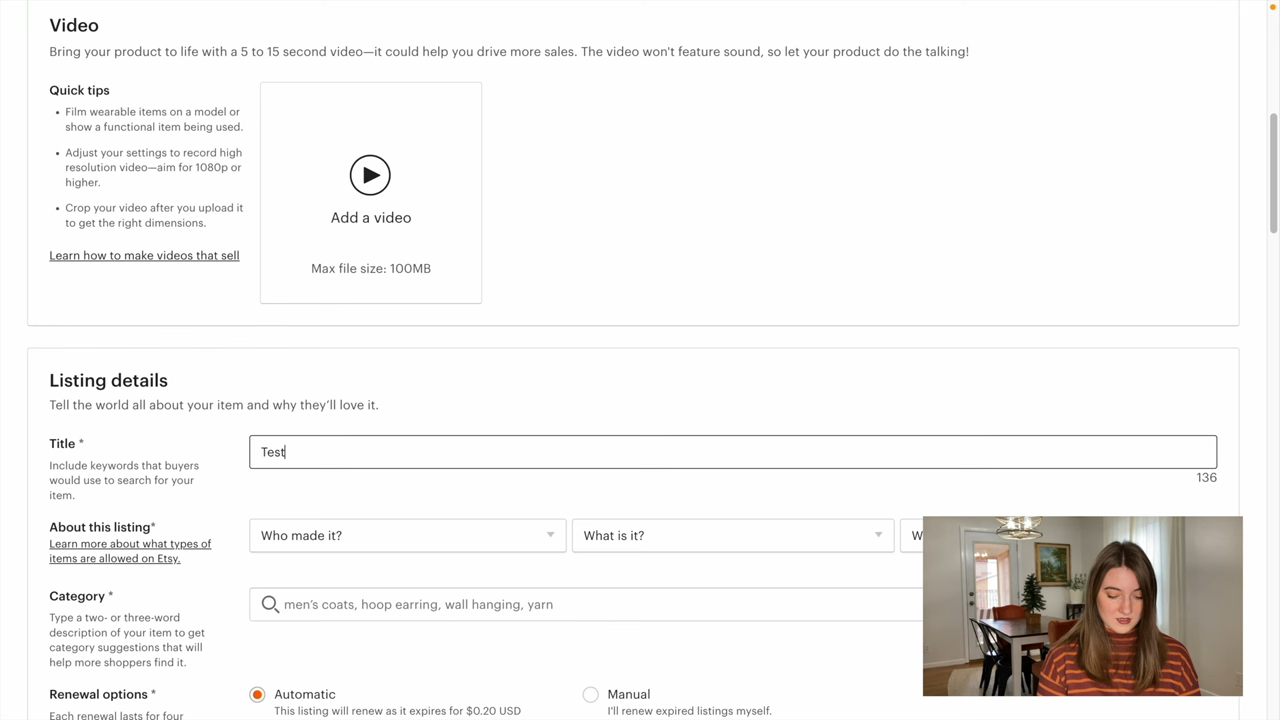 Video
Bring your product to life with a 5 to 15 second video—it could help you drive more sales. The video won't feature sound, so let your product do the talking!
Quick tips
• Film wearable items on a model or
show a functional item being used.
• Adjust your settings to record high
resolution video—aim for 1080p or
higher.
• Crop your video after you upload it
to get the right dimensions.
Learn how to make videos that sell
Add a video
Max file size: 100MB
Listing details
Tell the world all about your item and why they’ll love it.
Title *
Include keywords that buyers
would use to search for your
item.
Test
136
About this listing*
Learn more about what types of
items are allowed on Etsy.
Who made it?
What is it?
W
Category *
Type a two- or three-word
description of your item to get
category suggestions that will
help more shoppers find it.
men’s coats, hoop earring, wall hanging, yarn
Renewal options *
Each renewal lasts for four
Automatic
This listing will renew as it expires for $0.20 USD
Manual
I'll renew expired listings myself.